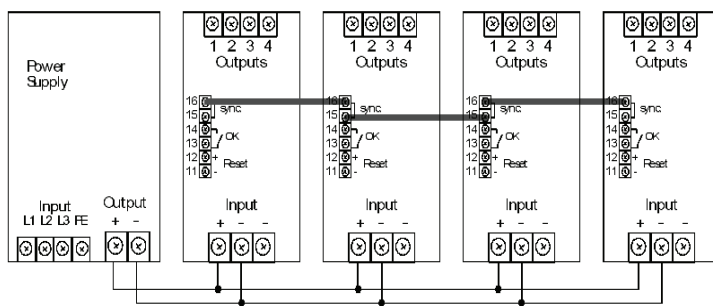 1 2 3 4
Outputs
1 2 3 4
Outputs
1 2 3 4
Outputs
1 2 3 4
Outputs
Power
Supply
16
15
sync
14
13
OK
12 +
11 -
Reset
16
15
sync
14
13
OK
12 +
11 -
Reset
16
15
sync
14
13
OK
12 +
11 -
Reset
16
15
sync
14
13
OK
12 +
11 -
Reset
Input
L1 L2 L3 PE
Output
+ -
Input
+ - -
Input
+ - -
Input
+ - -
Input
+ - -